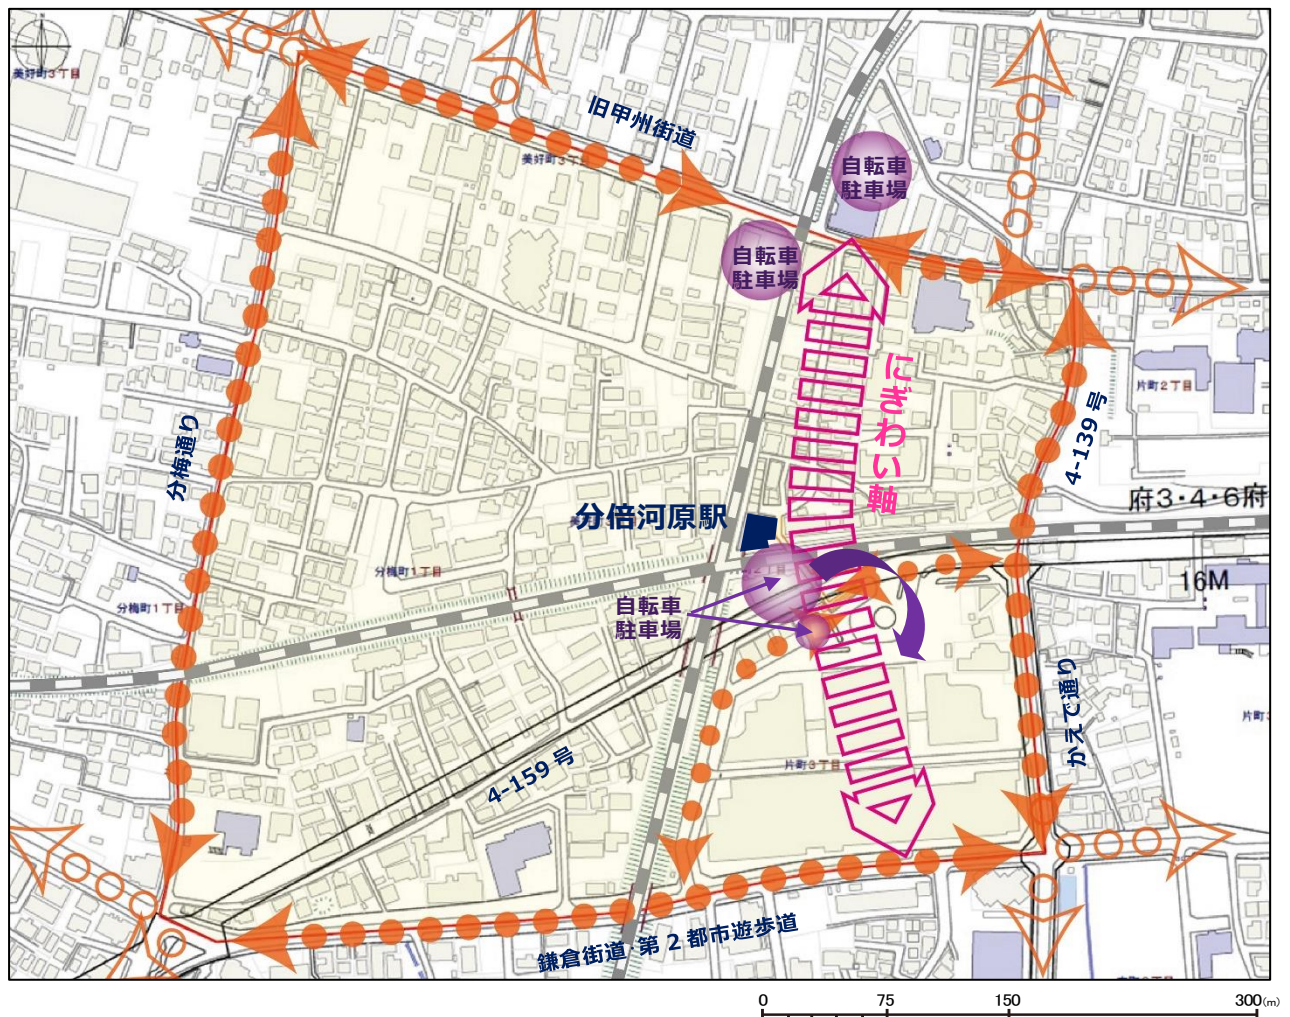 美好町3丁目
旧甲州街道
美好町3丁目
自転車
駐車場
自転車
駐車場
にぎわい軸
片町2丁目
4-139号
分梅通り
府3・4・6府
分倍河原駅
分梅町1丁目
16M
分梅町1丁目
自転車
駐車場
かえで通り
片町3丁目
4-159号
鎌倉街道
第2都市遊歩道
0 75 150 300(m)